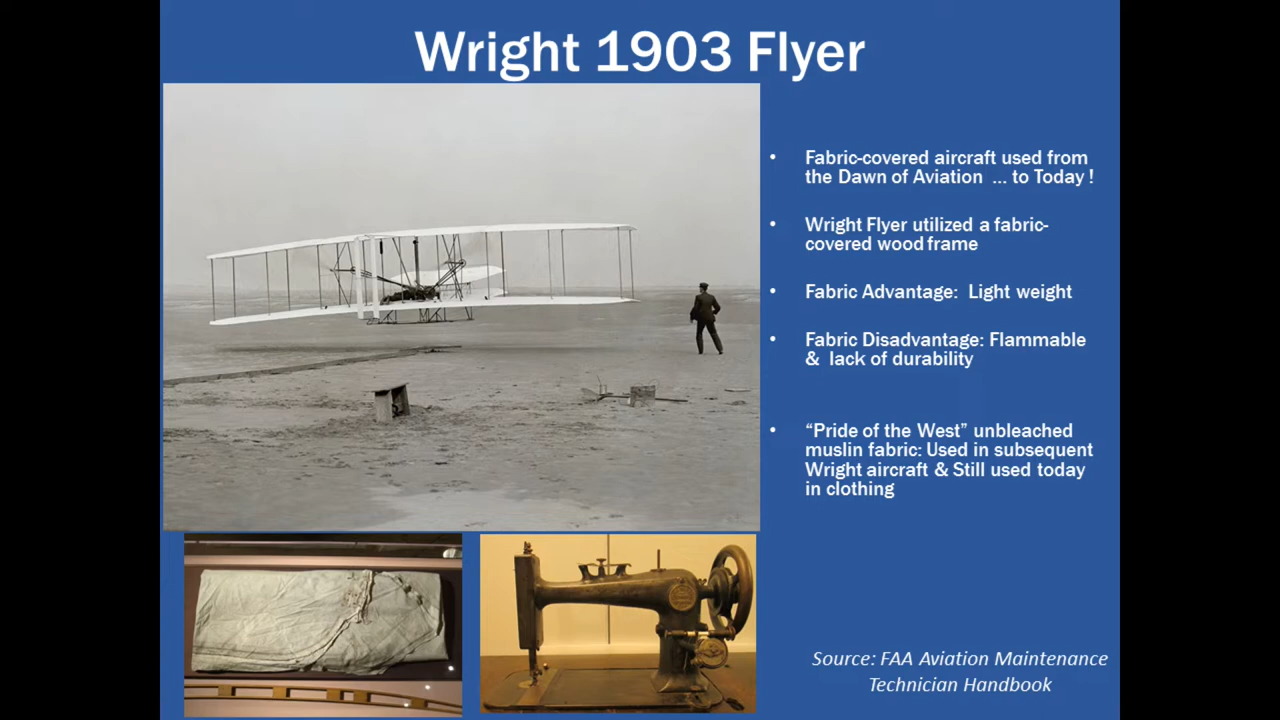 Wright 1903 Flyer
• Fabric-covered aircraft used from
the Dawn of Aviation ... to Today !
• Wright Flyer utilized a fabric-
covered wood frame
• Fabric Advantage: Light weight
• Fabric Disadvantage: Flammable
& lack of durability
• “Pride of the West” unbleached
muslin fabric: Used in subsequent
Wright aircraft & Still used today
in clothing
Source: FAA Aviation Maintenance
Technician Handbook